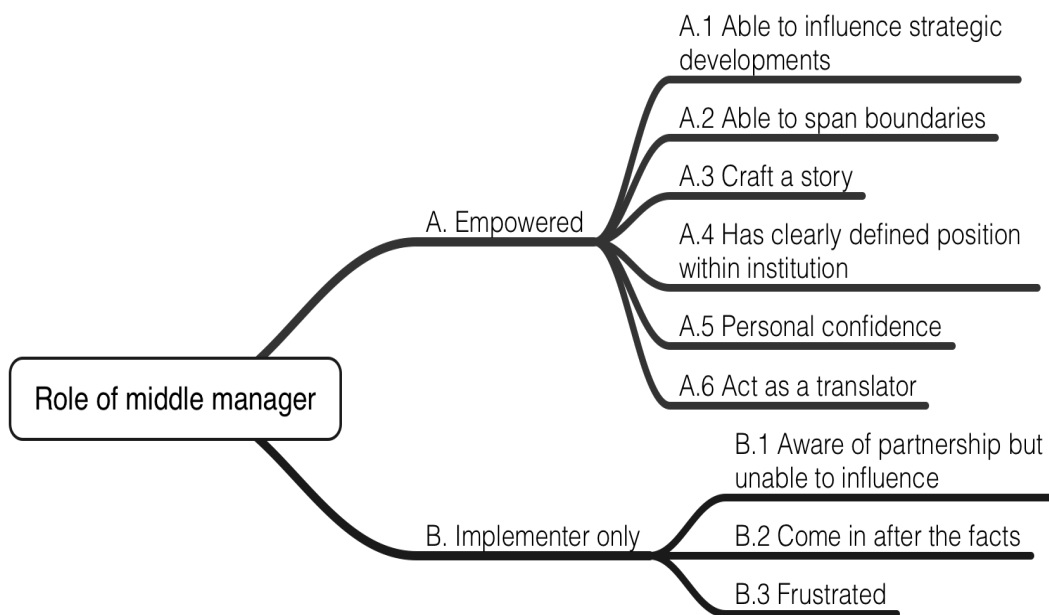 Role of middle manager
A. Empowered
A.1 Able to influence strategic
developments
A.2 Able to span boundaries
A.3 Craft a story
A.4 Has clearly defined position
within institution
A.5 Personal confidence
A.6 Act as a translator
B. Implementer only
B.1 Aware of partnership but
unable to influence
B.2 Come in after the facts
B.3 Frustrated